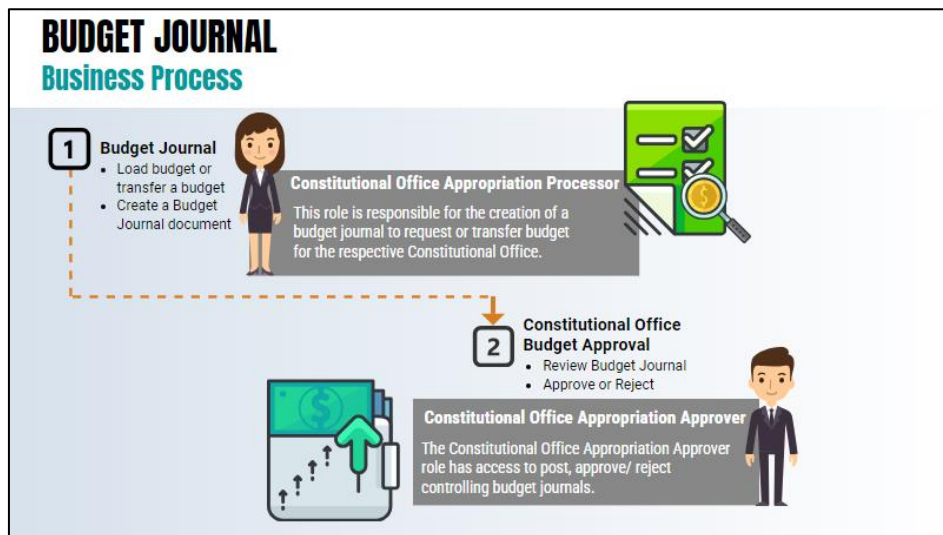 BUDGET JOURNAL
Business Process
1
Budget Journal
• Load budget or
transfer a budget
• Create a Budget
Journal document
Constitutional Office Appropriation Processor
This role is responsible for the creation of a
budget journal to request or transfer budget
for the respective Constitutional Office.
2
Constitutional Office
Budget Approval
• Review Budget Journal
• Approve or Reject
Constitutional Office Appropriation Approver
The Constitutional Office Appropriation Approver
role has access to post, approve/ reject
controlling budget journals.